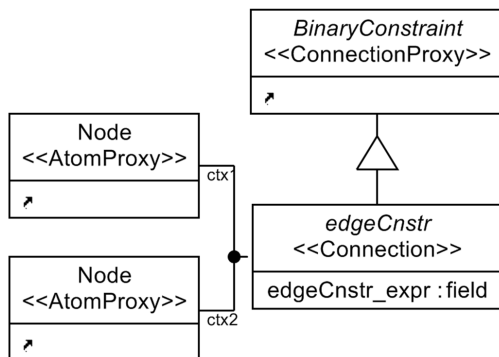 BinaryConstraint
<<ConnectionProxy>>
Node
<<AtomProxy>>
ctx1
edgeCnstr
<<Connection>>
edgeCnstr_expr : field
Node
<<AtomProxy>>
ctx2